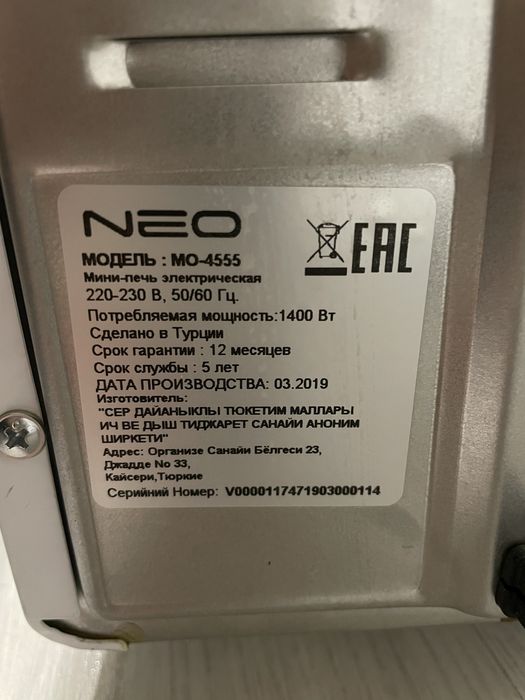 NEO
EAC
МОДЕЛЬ : МО-4555
Мини-печь электрическая
220-230 В, 50/60 Гц.
Потребляемая мощность:1400 Вт
Сделано в Турции
Срок гарантии : 12 месяцев
Срок службы : 5 лет
ДАТА ПРОИЗВОДСТВА: 03.2019
Изготовитель:
"СЕР ДАЙАНЫКЛЫ ТЮКЕТИМ МАЛЛАРЫ
ИЧ ВЕ ДЫШ ТИДЖАРЕТ САНАЙИ АНОНИМ
ШИРКЕТИ"
Адрес: Организе Санайи Бёлгеси 23,
Джадде No 33,
Кайсери,Тюркие
Серийний Номер: V0000117471903000114